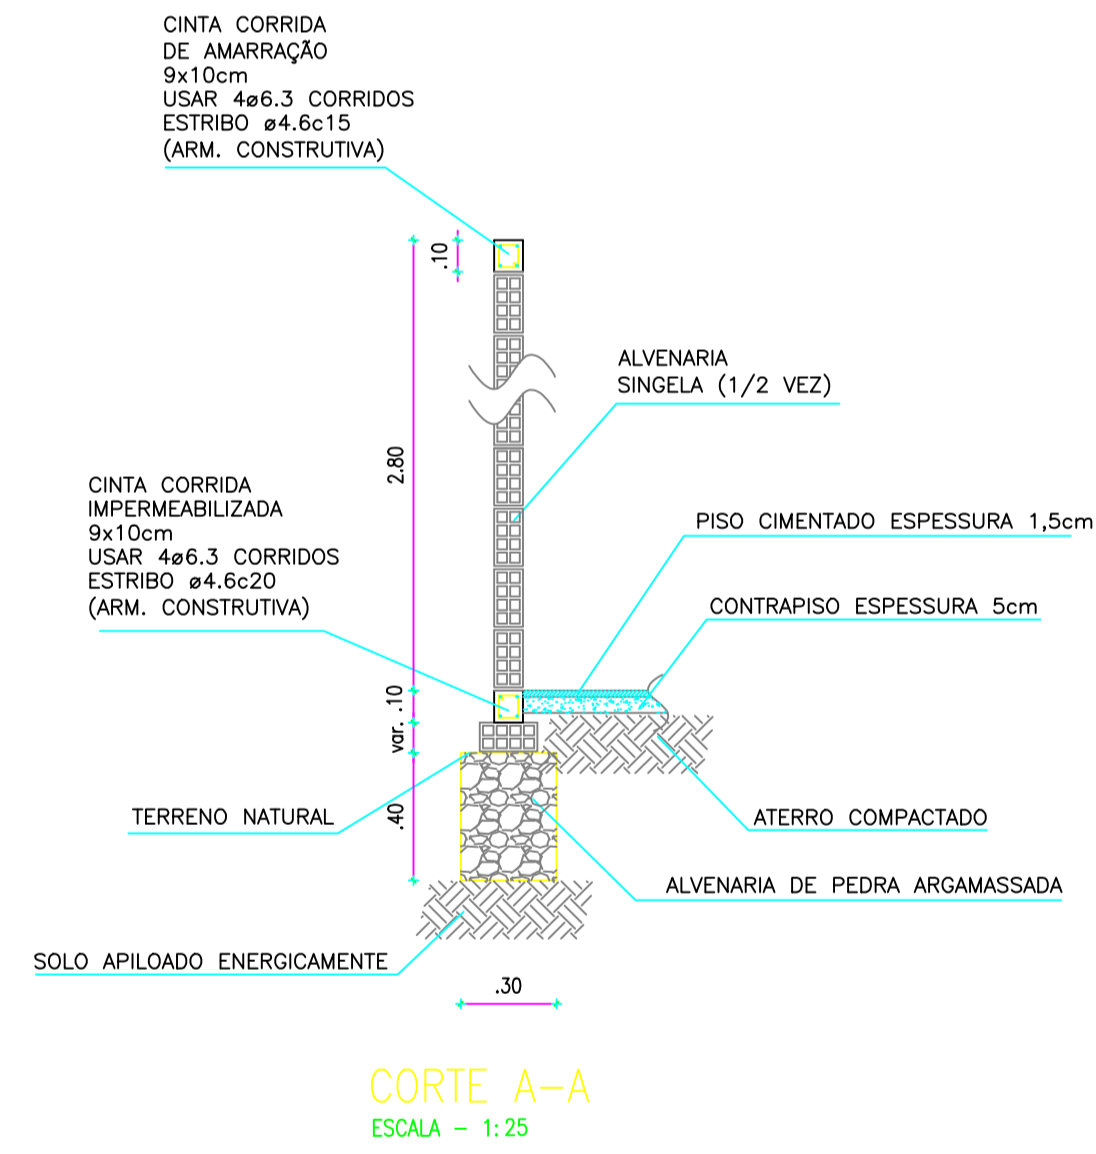 CINTA CORRIDA
DE AMARRAÇÃO
9x10cm
USAR 4ø6.3 CORRIDOS
ESTRIBO ø4.6c15
(ARM. CONSTRUTIVA)
.10
ALVENARIA
SINGELA (1/2 VEZ)
2.80
CINTA CORRIDA
IMPERMEABILIZADA
9x10cm
USAR 4ø6.3 CORRIDOS
ESTRIBO ø4.6c20
(ARM. CONSTRUTIVA)
PISO CIMENTADO ESPESSURA 1,5cm
CONTRAPISO ESPESSURA 5cm
.10
var.
.40
TERRENO NATURAL
ATERRO COMPACTADO
ALVENARIA DE PEDRA ARGAMASSADA
SOLO APILOADO ENERGICAMENTE
.30
CORTE A-A
ESCALA - 1:25